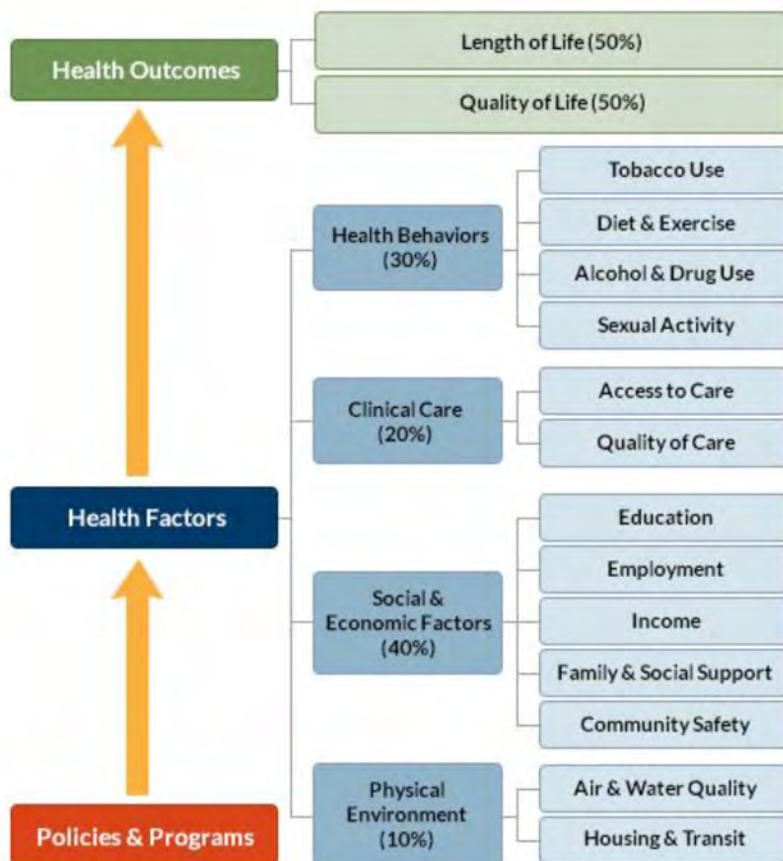 Health Outcomes
Length of Life (50%)
Quality of Life (50%)
Health Factors
Health Behaviors
(30%)
Tobacco Use
Diet & Exercise
Alcohol & Drug Use
Sexual Activity
Clinical Care
(20%)
Access to Care
Quality of Care
Social &
Economic Factors
(40%)
Education
Employment
Income
Family & Social Support
Community Safety
Physical
Environment
(10%)
Air & Water Quality
Housing & Transit
Policies & Programs